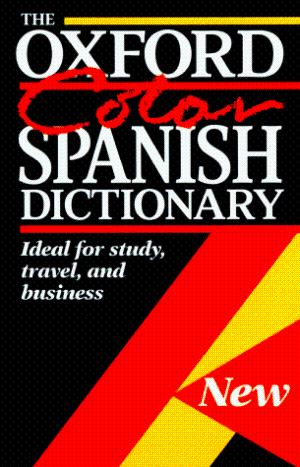 THE
OXFORD
Color
SPANISH
DICTIONARY
Ideal for study,
travel, and
business
New